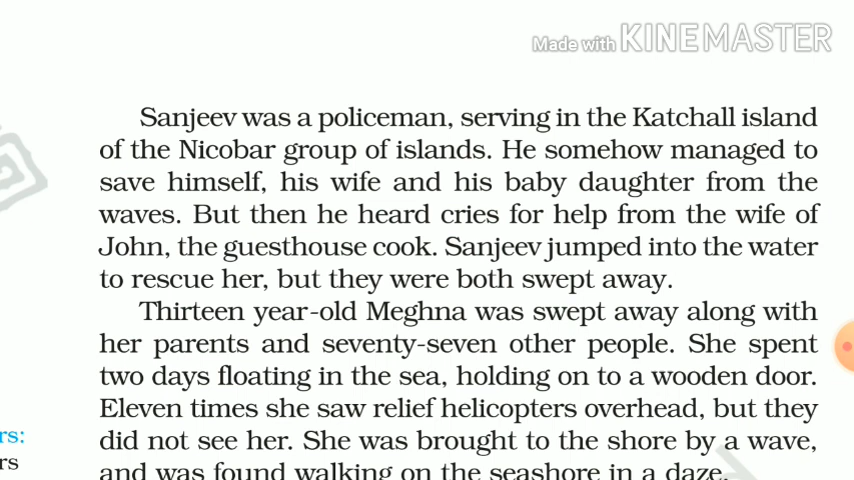 Made with KINEMASTER
Sanjeev was a policeman, serving in the Katchall island
of the Nicobar group of islands. He somehow managed to
save himself, his wife and his baby daughter from the
waves. But then he heard cries for help from the wife of
John, the guesthouse cook. Sanjeev jumped into the water
to rescue her, but they were both swept away.
Thirteen year-old Meghna was swept away along with
her parents and seventy-seven other people. She spent
two days floating in the sea, holding on to a wooden door.
Eleven times she saw relief helicopters overhead, but they
rs:
did not see her. She was brought to the shore by a wave,
rs
and was found walking on the seashore in a daze.